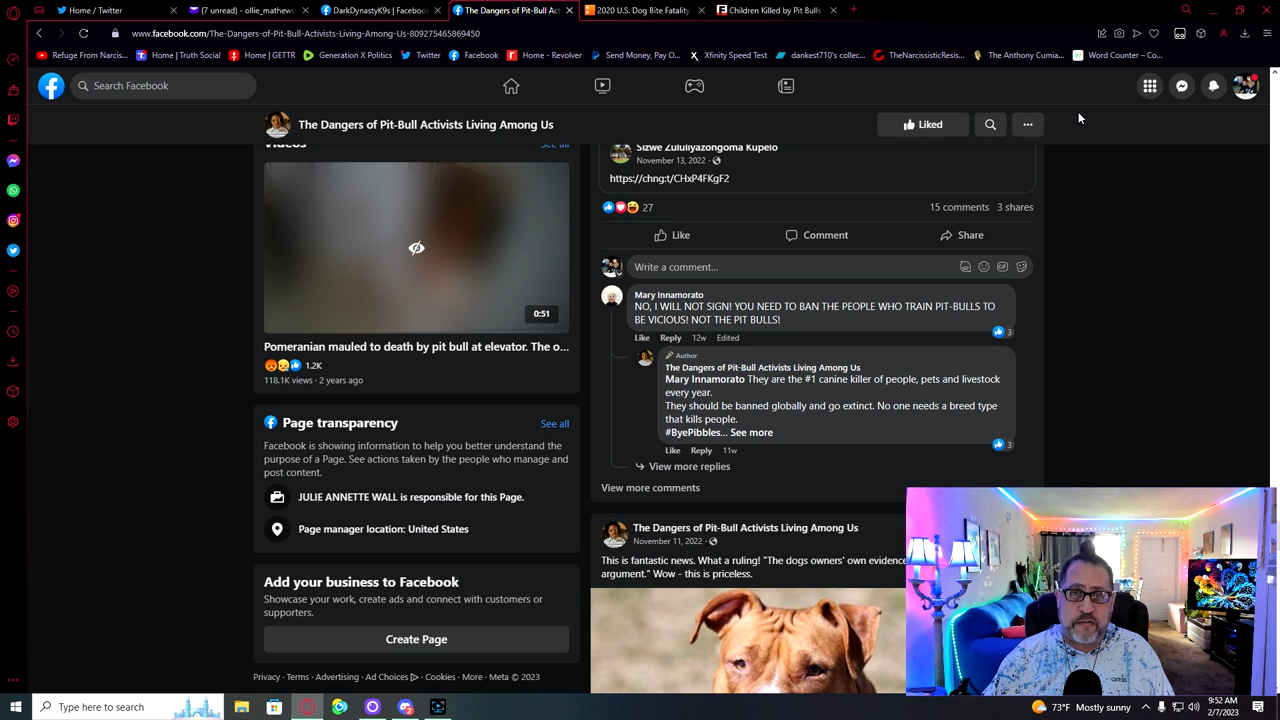 Home / Twitter
(7 unread) - ollie_mathews
DarkDynastyK9s | Facebook
The Dangers of Pit-Bull Act
2020 U.S. Dog Bite Fatality
Children Killed by Pit Bulls
www.facebook.com/The-Dangers-of-Pit-Bull-Activists-Living-Among-Us-809275465869450
Refuge From Narcis...
Home | Truth Social
Home | GETTR
Generation X Politics
Twitter
Facebook
Home - Revolver
Send Money, Pay O...
Xfinity Speed Test
dankest710's collec...
TheNarcissisticResis...
The Anthony Cumia...
Word Counter – Co...
Search Facebook
The Dangers of Pit-Bull Activists Living Among Us
Liked
Videos
See all
0:51
Pomeranian mauled to death by pit bull at elevator. The o...
1.2K
118.1K views · 2 years ago
Page transparency
See all
Facebook is showing information to help you better understand the
purpose of a Page. See actions taken by the people who manage and
post content.
JULIE ANNETTE WALL is responsible for this Page.
Page manager location: United States
Add your business to Facebook
Showcase your work, create ads and connect with customers or
supporters.
Create Page
Privacy · Terms · Advertising · Ad Choices · Cookies · More · Meta © 2023
Sizwe Zululiyazongoma Kupelo
November 13, 2022 ·
https://chng:t/CHxP4FKgF2
27
15 comments 3 shares
Like
Comment
Share
Write a comment...
Mary Innamorato
NO, I WILL NOT SIGN! YOU NEED TO BAN THE PEOPLE WHO TRAIN PIT-BULLS TO
BE VICIOUS! NOT THE PIT BULLS!
3
Like Reply 12w Edited
Author
The Dangers of Pit-Bull Activists Living Among Us
Mary Innamorato They are the #1 canine killer of people, pets and livestock
every year.
They should be banned globally and go extinct. No one needs a breed type
that kills people.
#ByePibbles... See more
3
Like Reply 11w
View more replies
View more comments
The Dangers of Pit-Bull Activists Living Among Us
November 11, 2022 ·
This is fantastic news. What a ruling! "The dogs owners' own evidence
argument." Wow - this is priceless.
Type here to search
73°F Mostly sunny
9:52 AM
2/7/2023